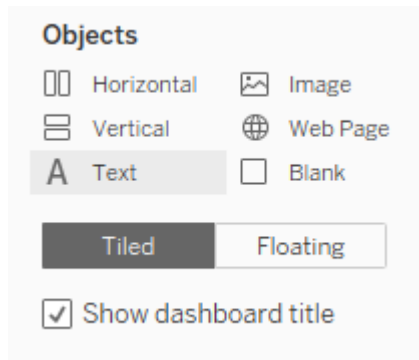 Objects
Horizontal Image
Vertical Web Page
A Text Blank
Tiled Floating
Show dashboard title